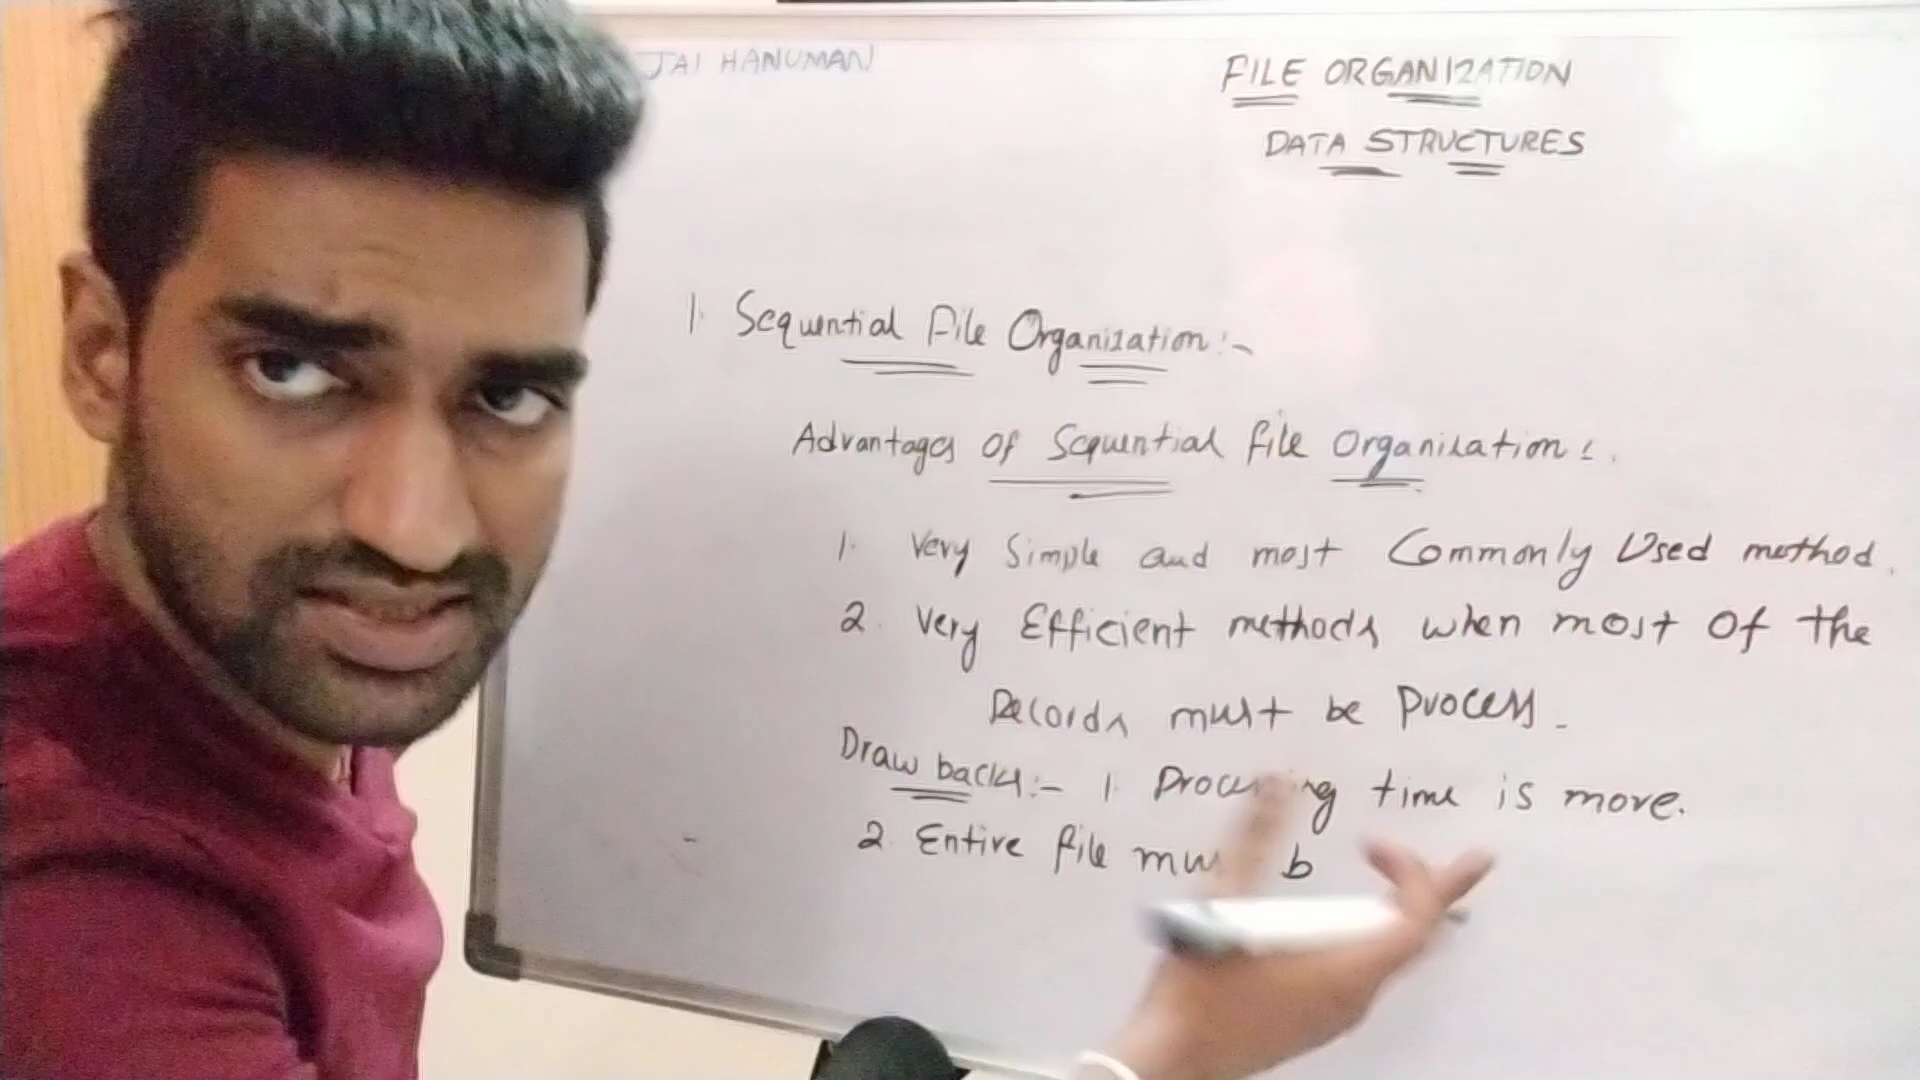 JAI HANUMAN
FILE ORGANIZATION
DATA STRUCTURES
1. Sequential File Organization:-
Advantages Of Sequential File Organization:.
1. Very Simple and most Commonly Used method.
2. Very Efficient methods when most Of the
Records must be process.
Draw backs:- 1. Processing time is more.
2. Entire file mus b